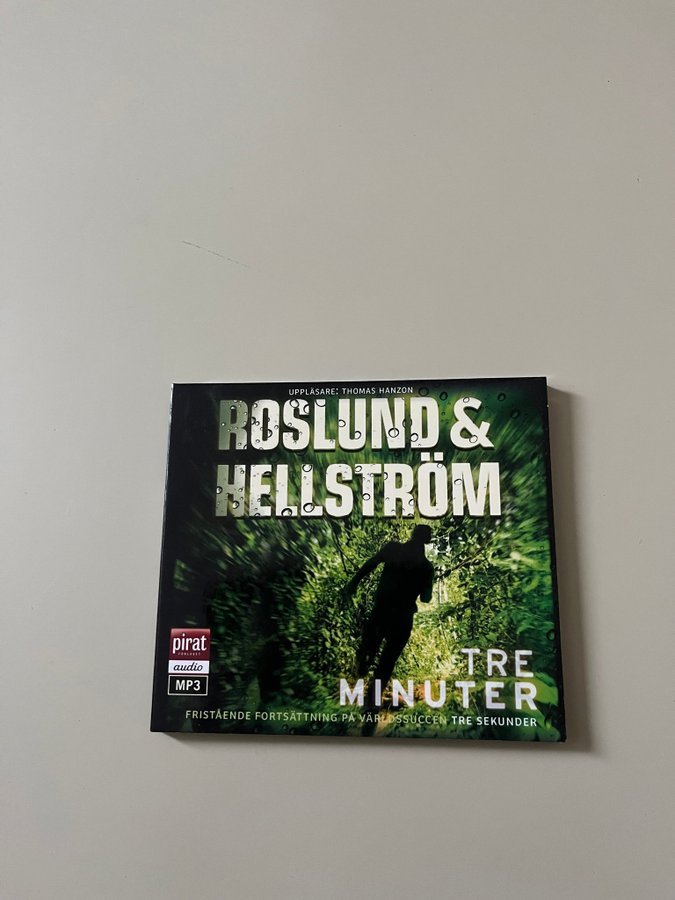 UPPLÄSARE: THOMAS HANZON
ROSLUND &
HELLSTRÖM
pirat
FÖRLAGET
audio
MP3
TRE
MINUTER
FRISTÅENDE FORTSÄTTNING PÅ VÄRLDSSUCCÉN TRE SEKUNDER